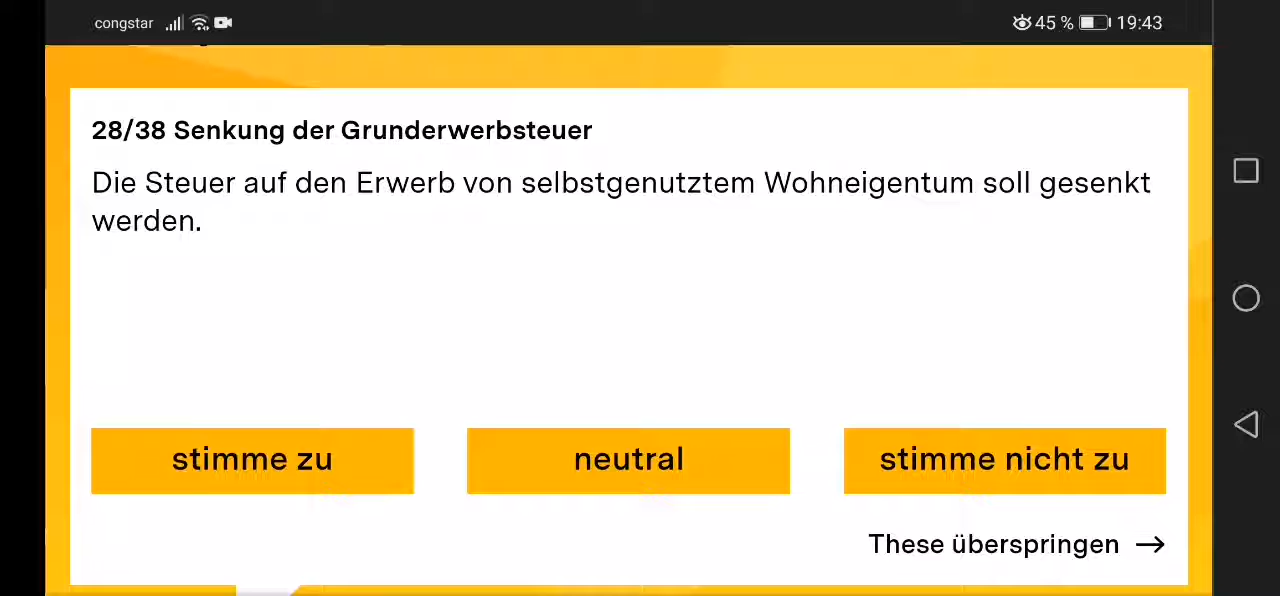 congstar
45 % 19:43
28/38 Senkung der Grunderwerbsteuer
Die Steuer auf den Erwerb von selbstgenutztem Wohneigentum soll gesenkt
werden.
stimme zu neutral stimme nicht zu
These überspringen →